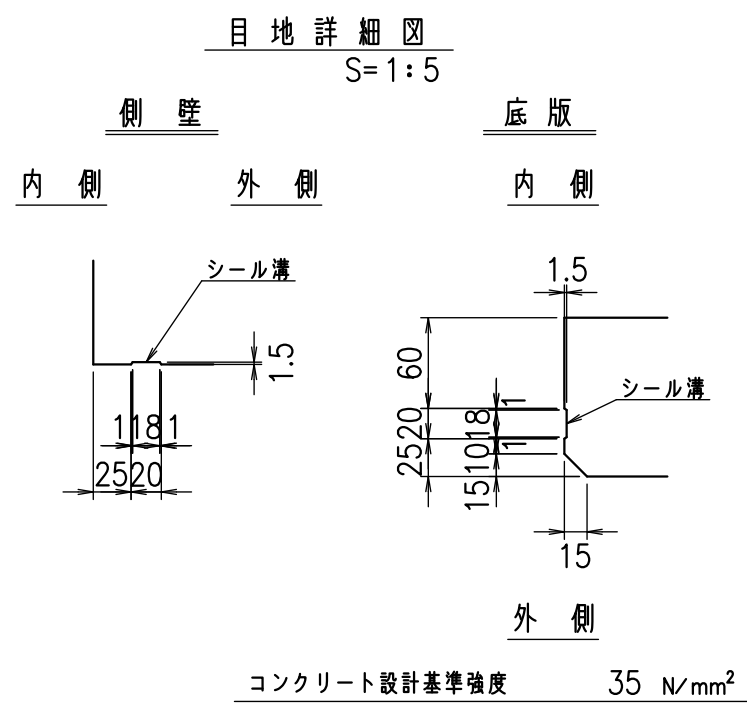 目地詳細図
S=1:5
側壁
底版
内側 外側
内側
シール溝
1.5
1.5
60
シール溝
1 18 1
25 20
20
25
1
18
1
10
15
15
外側
コンクリート設計基準強度 35 N/mm²